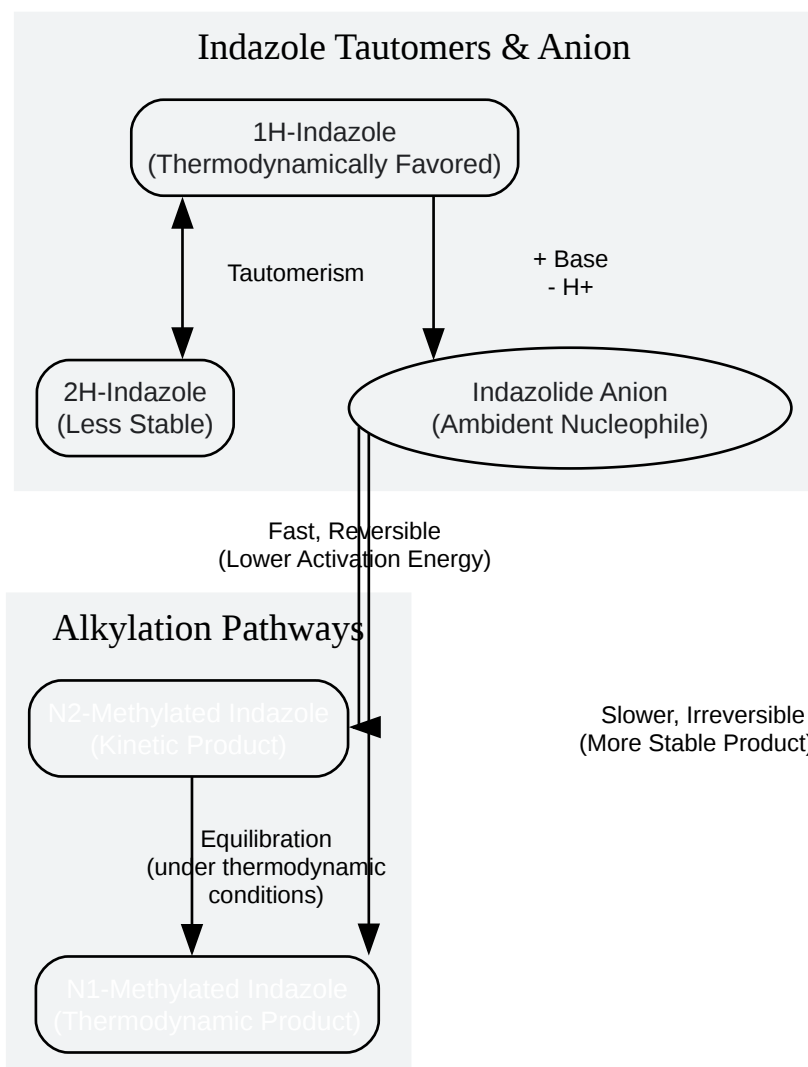 Indazole Tautomers & Anion
1H-Indazole
(Thermodynamically Favored)
Tautomerism
+ Base
- H+
2H-Indazole
(Less Stable)
Indazolide Anion
(Ambident Nucleophile)
Fast, Reversible
(Lower Activation Energy)
Alkylation Pathways
N2-Methylated Indazole
(Kinetic Product)
Slower, Irreversible
(More Stable Product)
Equilibration
(under thermodynamic
conditions)
N1-Methylated Indazole
(Thermodynamic Product)